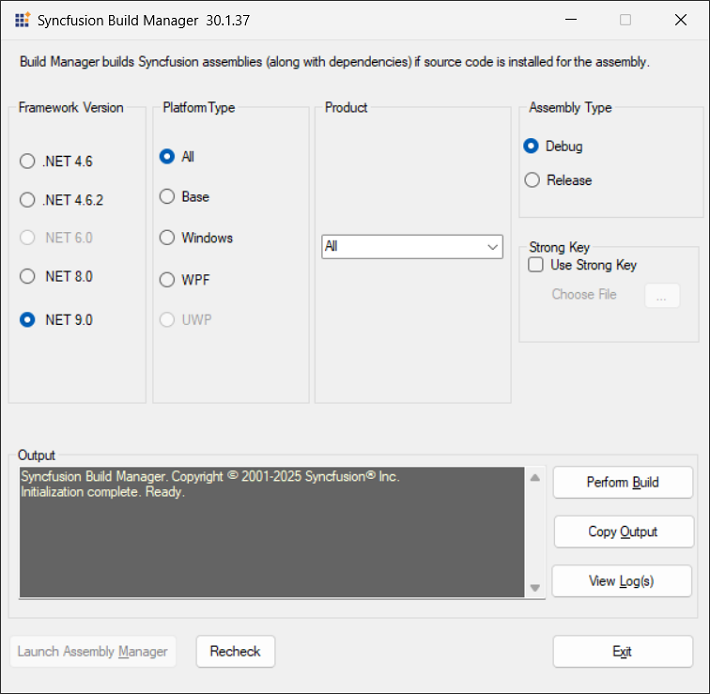 Syncfusion Build Manager 30.1.37
Build Manager builds Syncfusion assemblies (along with dependencies) if source code is installed for the assembly.
Framework Version
.NET 4.6
.NET 4.6.2
NET 6.0
NET 8.0
NET 9.0
Platform Type
All
Base
Windows
WPF
UWP
Product
All
Assembly Type
Debug
Release
Strong Key
Use Strong Key
Choose File
...
Output
Syncfusion Build Manager. Copyright © 2001-2025 Syncfusion® Inc.
Initialization complete. Ready.
Perform Build
Copy Output
View Log(s)
Launch Assembly Manager
Recheck
Exit